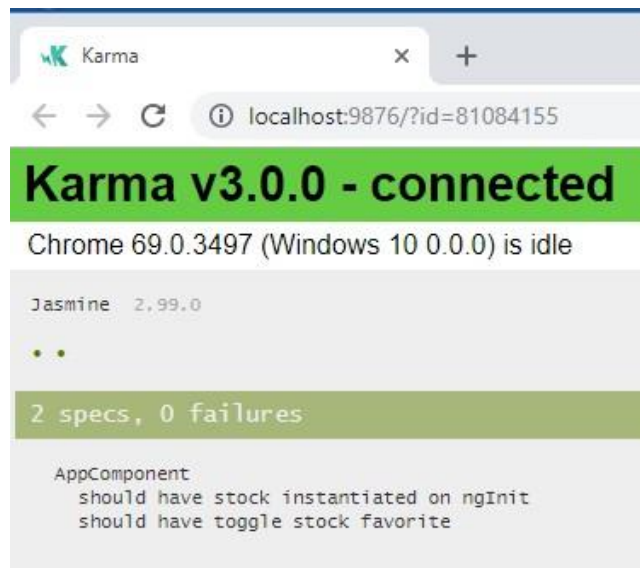 Karma
localhost:9876/?id=81084155
Karma v3.0.0 - connected
Chrome 69.0.3497 (Windows 10 0.0.0) is idle
Jasmine 2.99.0
2 specs, 0 failures
AppComponent
should have stock instantiated on ngInit
should have toggle stock favorite